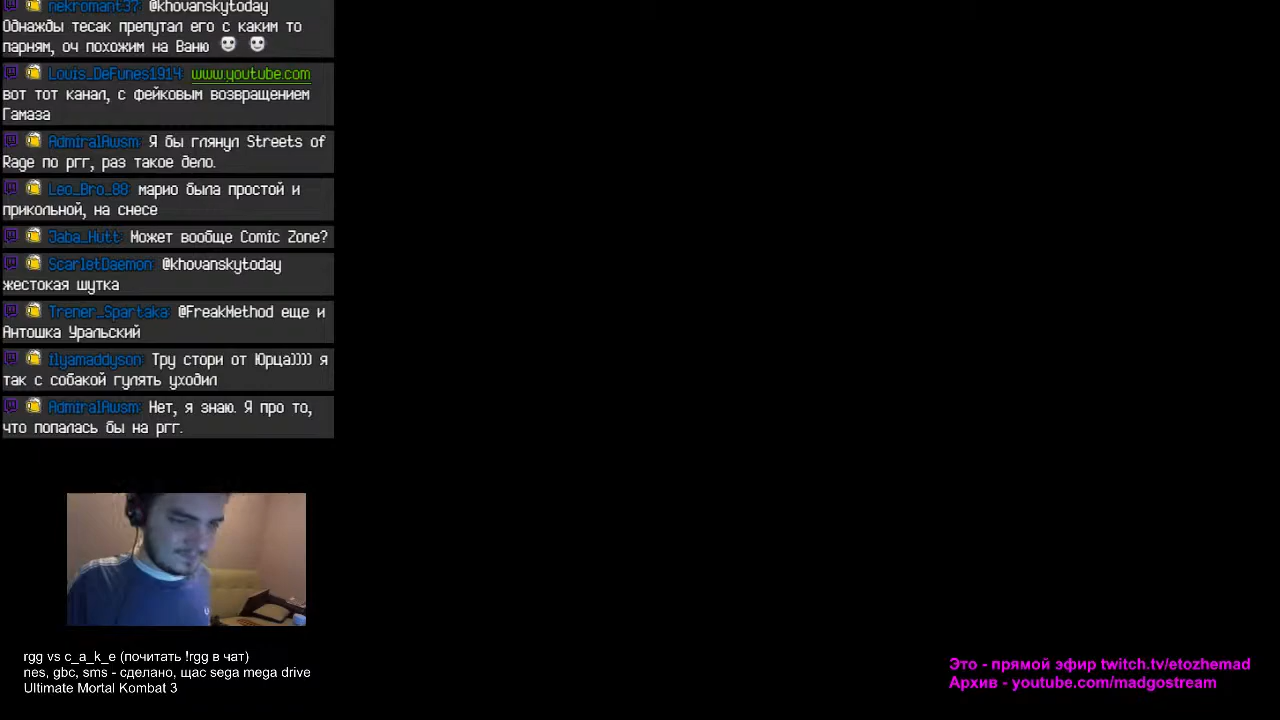 nekromant37: @khovanskytoday
Однажды тесак препутал его с каким то
парням, оч похожим на Ваню
Louis_DeFunes1914: www.youtube.com
вот тот канал, с фейковым возвращением
Гамаза
AdmiralAwsm: Я бы глянул Streets of
Rage по ргг, раз такое дело.
Leo_Bro_88: марио была простой и
прикольной, на снесе
Jaba_Hutt: Может вообще Comic Zone?
ScarletDaemon: @khovanskytoday
жестокая шутка
Trener_Spartaka: @FreakMethod еще и
Антошка Уральский
flyamaddyson: Тру стори от Юрца)))) я
так с собакой гулять уходил
AdmiralAwsm: Нет, я знаю. Я про то,
что попалась бы на ргг.
rgg vs c_a_k_e (почитать !rgg в чат)
nes, gbc, sms - сделано, щас sega mega drive
Ultimate Mortal Kombat 3
Это - прямой эфир twitch.tv/etozhemad
Архив - youtube.com/madgostream